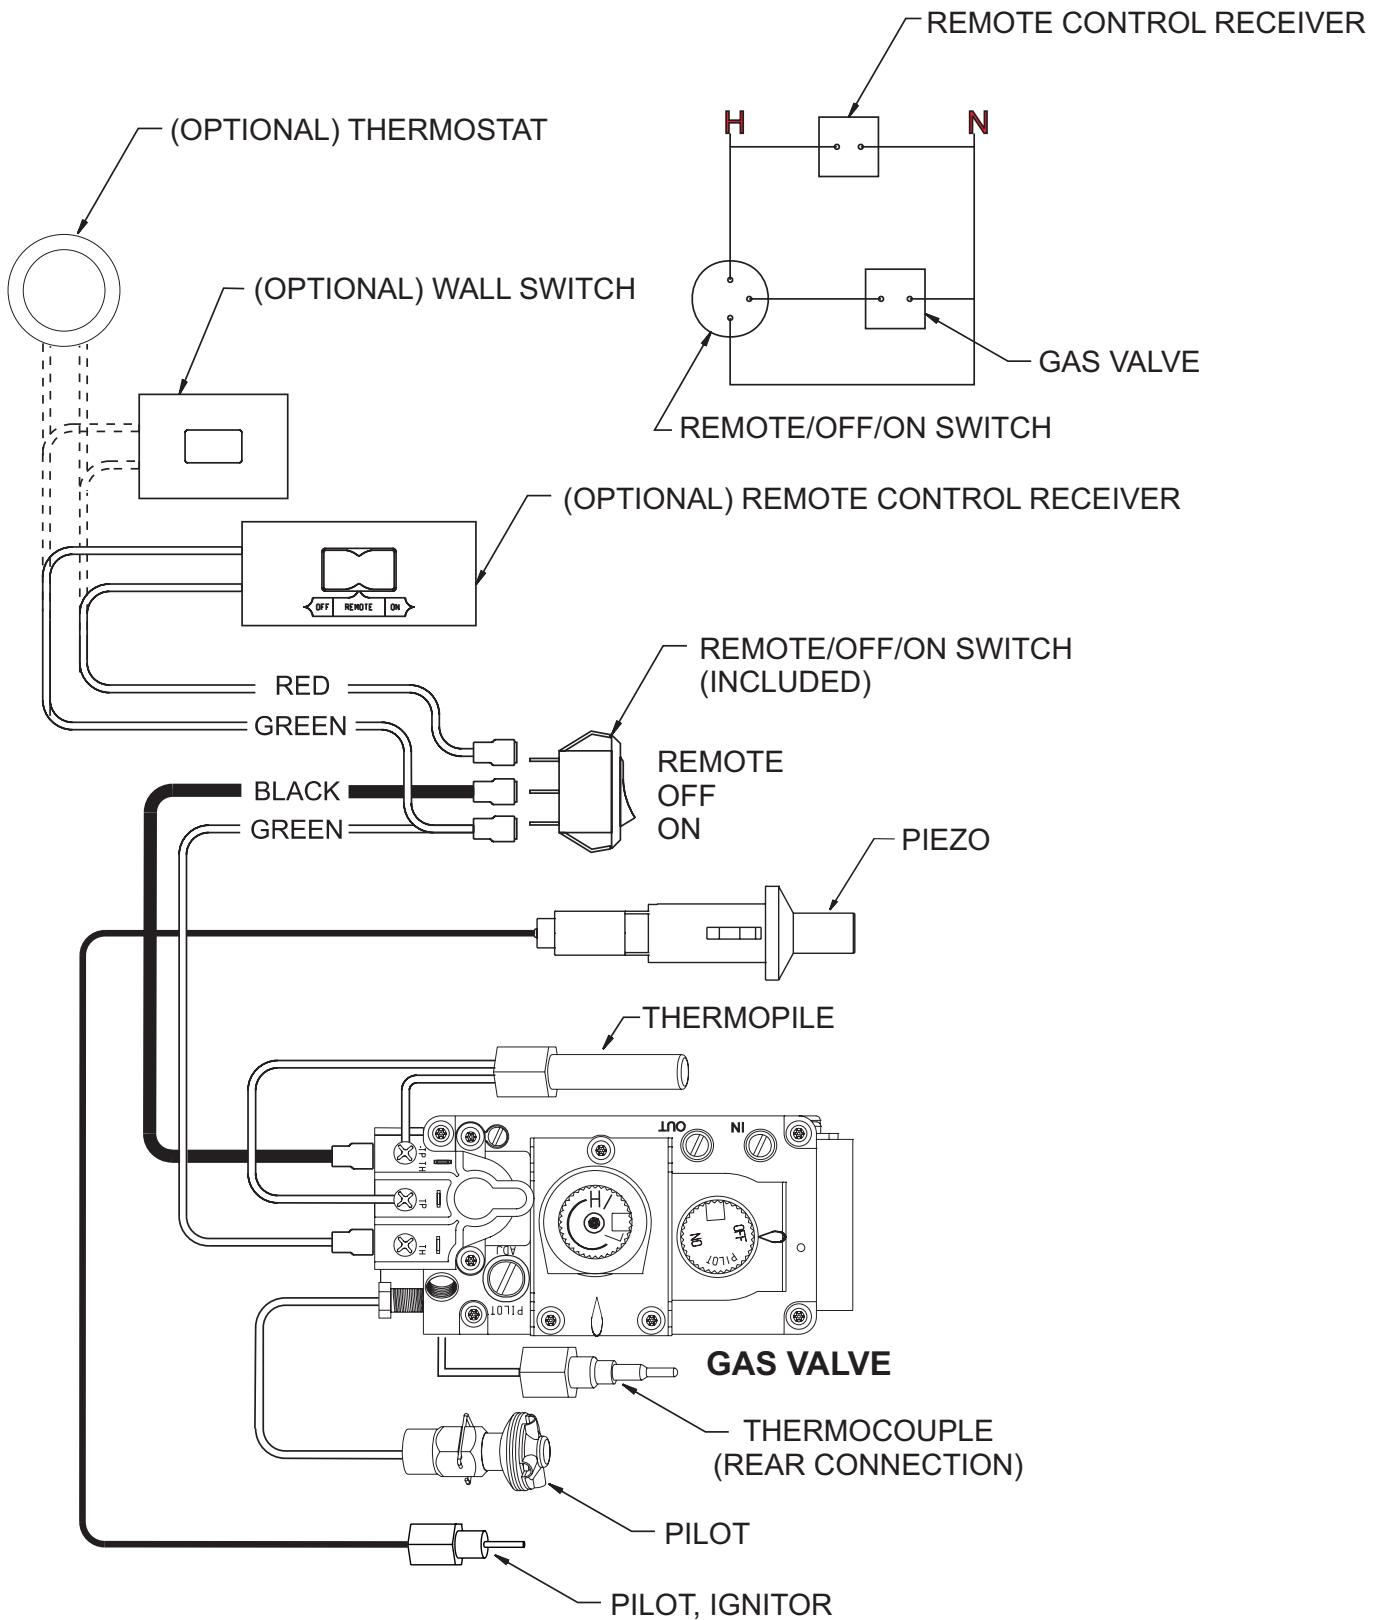 REMOTE CONTROL RECEIVER
H
N
(OPTIONAL) THERMOSTAT
(OPTIONAL) WALL SWITCH
GAS VALVE
REMOTE/OFF/ON SWITCH
(OPTIONAL) REMOTE CONTROL RECEIVER
OFF REMOTE ON
REMOTE/OFF/ON SWITCH
(INCLUDED)
RED
GREEN
REMOTE
BLACK
OFF
GREEN
ON
PIEZO
THERMOPILE
OUT
IN
TP TH
TP
TH
ADJ
PILOT
H
L
OFF
PILOT
ON
GAS VALVE
THERMOCOUPLE
(REAR CONNECTION)
PILOT
PILOT, IGNITOR